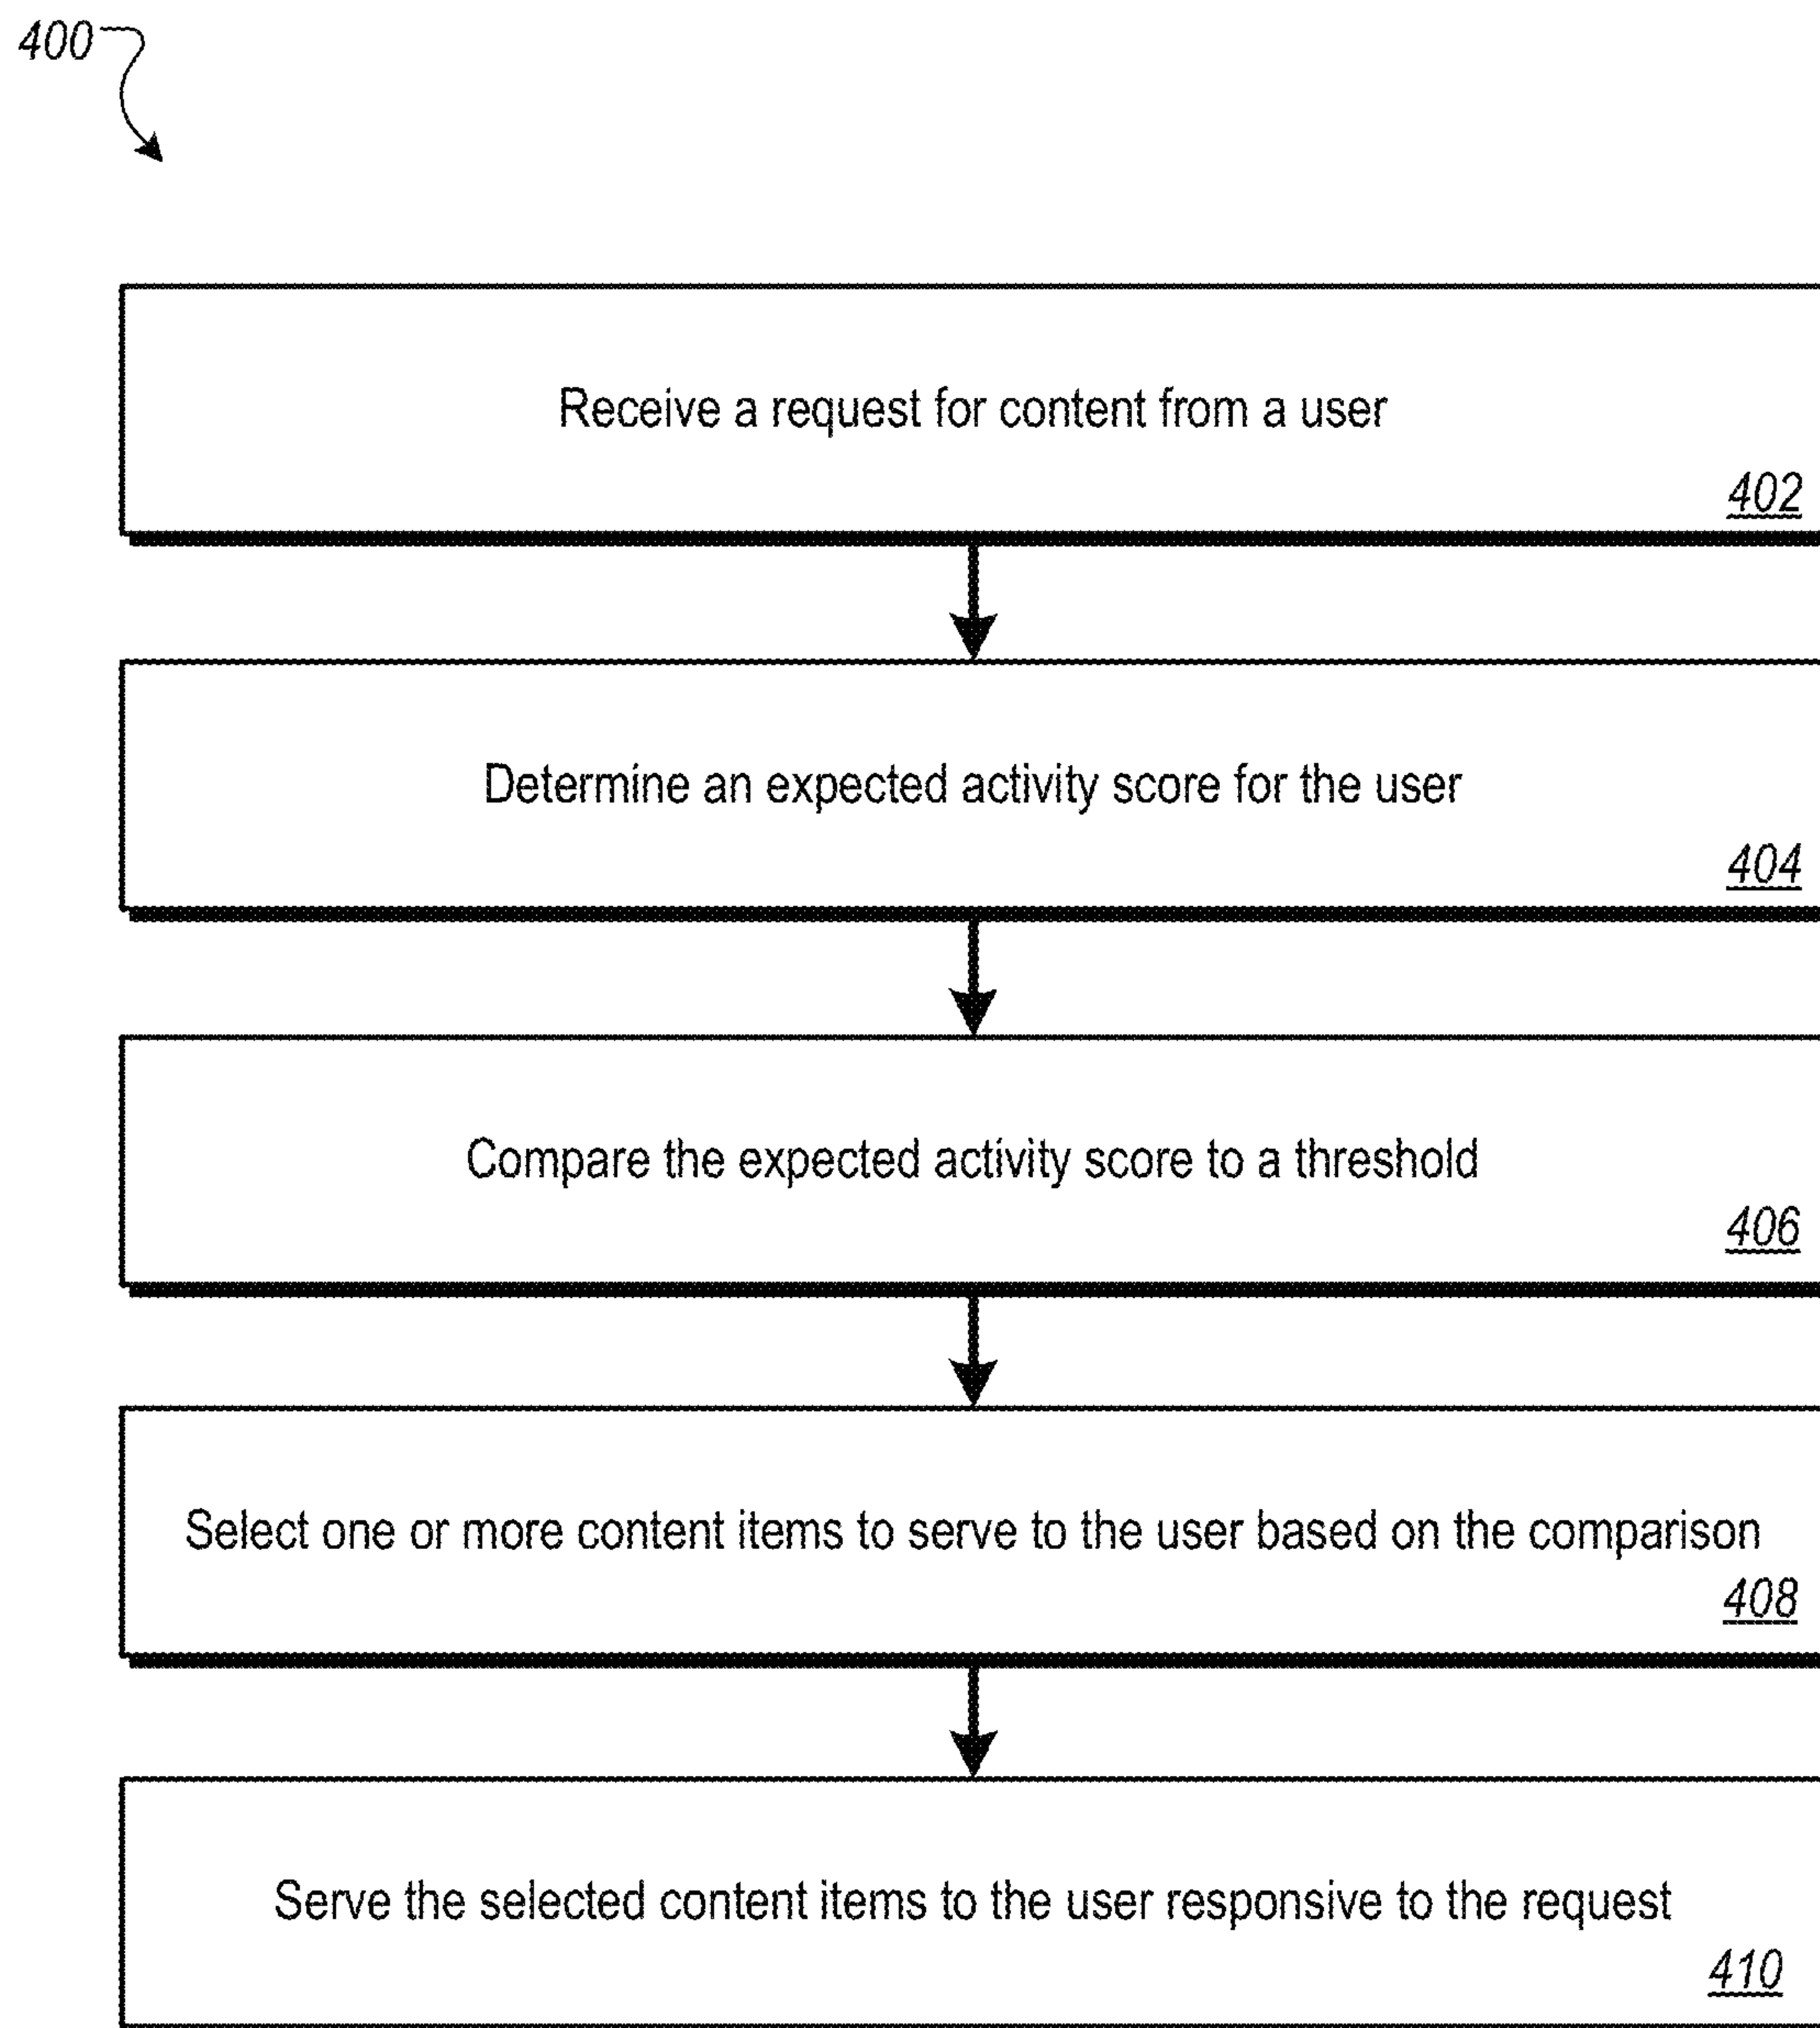 400
Receive a request for content from a user
402
Determine an expected activity score for the user
404
Compare the expected activity score to a threshold
406
Select one or more content items to serve to the user based on the comparison
408
Serve the selected content items to the user responsive to the request
410